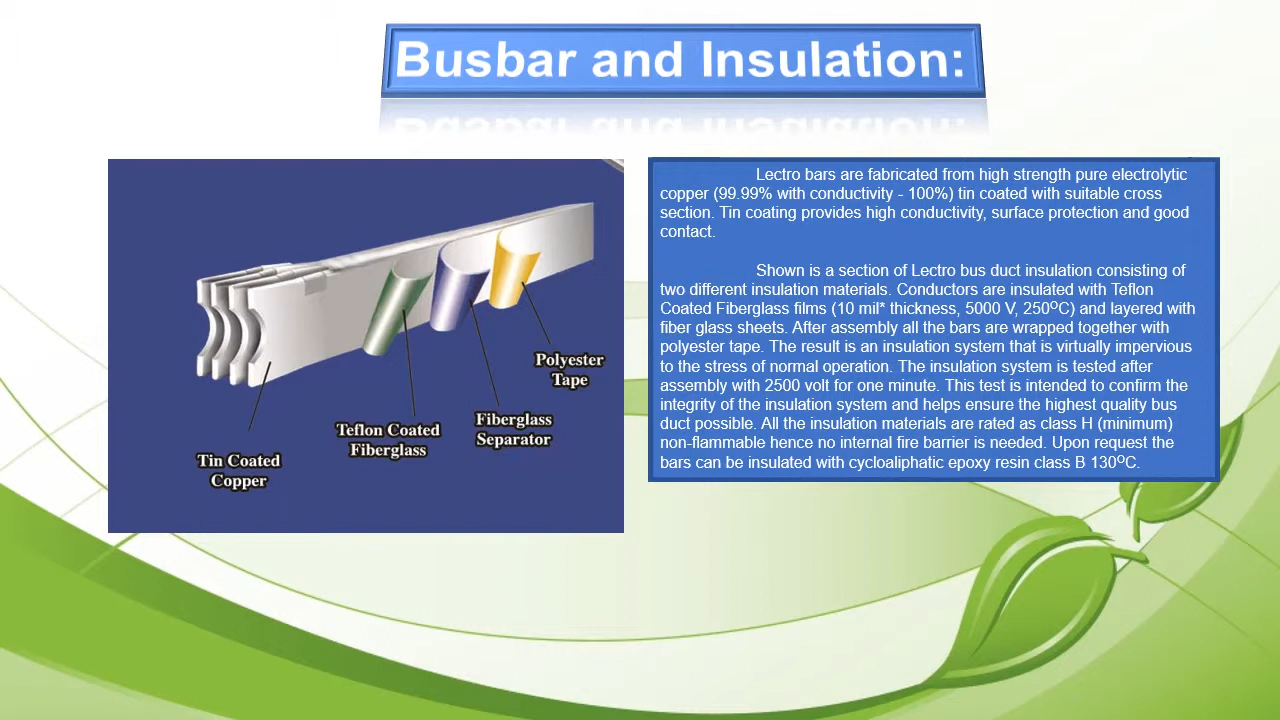 Busbar and Insulation:
Lectro bars are fabricated from high strength pure electrolytic
copper (99.99% with conductivity - 100%) tin coated with suitable cross
section. Tin coating provides high conductivity, surface protection and good
contact.
Shown is a section of Lectro bus duct insulation consisting of
two different insulation materials. Conductors are insulated with Teflon
Coated Fiberglass films (10 mil* thickness, 5000 V, 250ᴼC) and layered with
fiber glass sheets. After assembly all the bars are wrapped together with
polyester tape. The result is an insulation system that is virtually impervious
to the stress of normal operation. The insulation system is tested after
assembly with 2500 volt for one minute. This test is intended to confirm the
integrity of the insulation system and helps ensure the highest quality bus
duct possible. All the insulation materials are rated as class H (minimum)
non-flammable hence no internal fire barrier is needed. Upon request the
bars can be insulated with cycloaliphatic epoxy resin class B 130ᴼC.
Polyester
Tape
Fiberglass
Separator
Teflon Coated
Fiberglass
Tin Coated
Copper